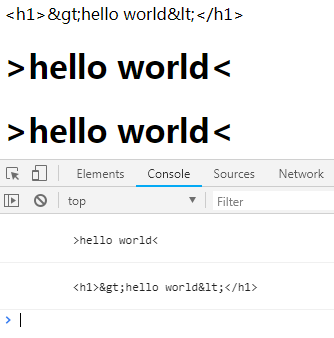 <h1>&gt;hello world&lt;</h1>
>hello world<
>hello world<
Elements Console Sources Network
top Filter
>hello world<
<h1>&gt;hello world&lt;</h1>